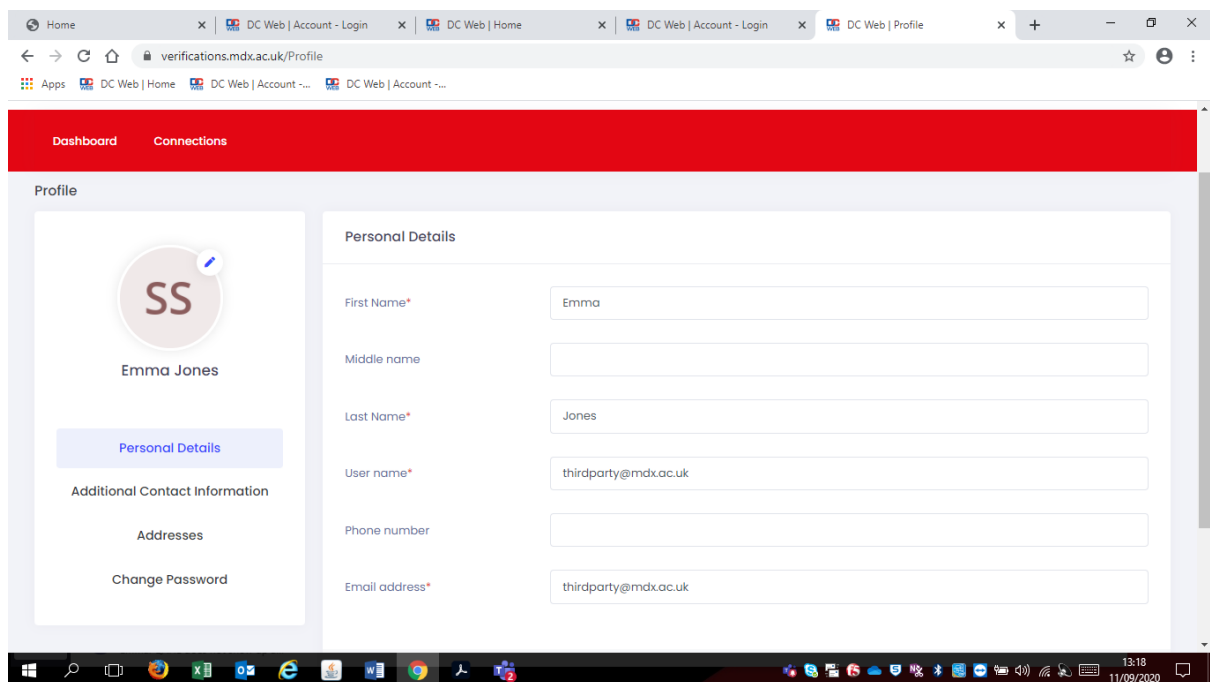 Home
DC Web | Account - Login
DC Web | Home
DC Web | Account - Login
DC Web | Profile
verifications.mdx.ac.uk/Profile
Apps
DC Web | Home
DC Web | Account -...
DC Web | Account -...
Dashboard
Connections
Profile
SS
Emma Jones
Personal Details
Additional Contact Information
Addresses
Change Password
Personal Details
First Name*
Emma
Middle name
Last Name*
Jones
User name*
thirdparty@mdx.ac.uk
Phone number
Email address*
thirdparty@mdx.ac.uk
13:18
11/09/2020